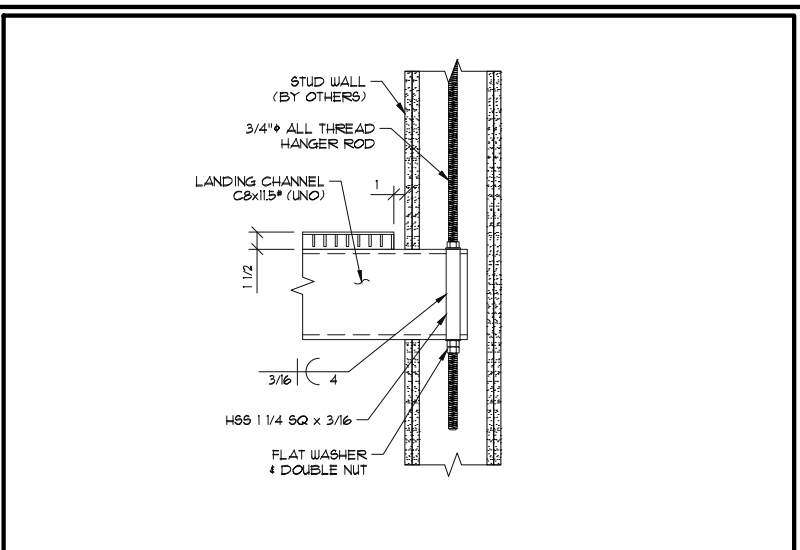 STUD WALL
(BY OTHERS)
3/4"φ ALL THREAD
HANGER ROD
LANDING CHANNEL
C8x11.5# (UNO)
1
1 1/2
3/16
4
HSS 1 1/4 SQ x 3/16
FLAT WASHER
& DOUBLE NUT